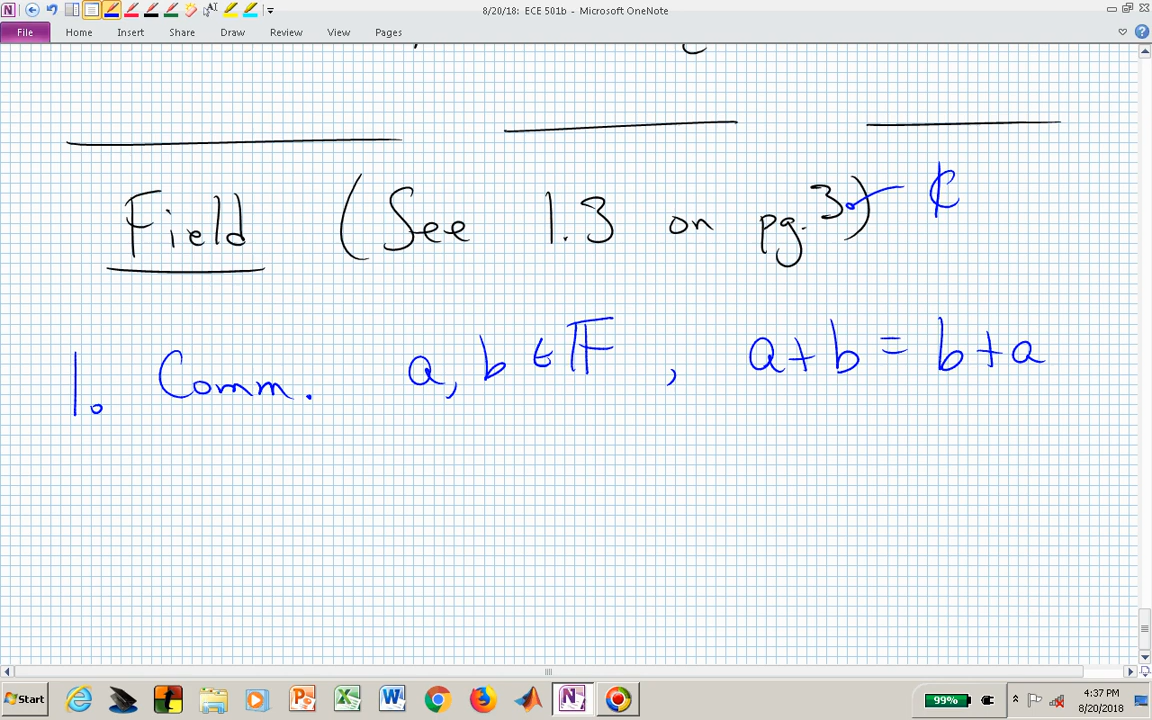 8/20/18: ECE 501b - Microsoft OneNote
File Home Insert Share Draw Review View Pages
Field (See 1.3 on pg. 3) ℂ
1. Comm. a, b ∈ 𝔽 , a + b = b + a
Start
99%
4:37 PM
8/20/2018